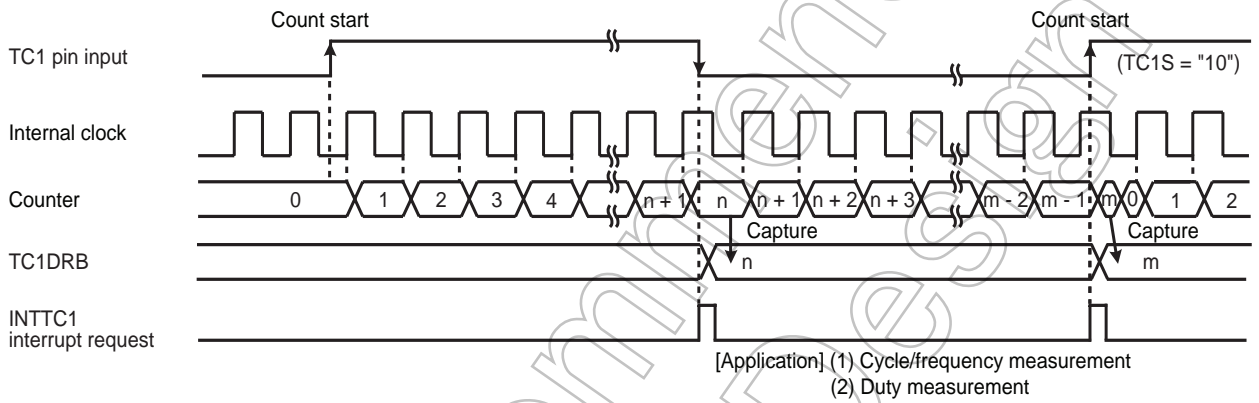 Count start Count start
TC1 pin input (TC1S = "10")
Internal clock
Counter 0 1 2 3 4 n + 1 n n + 1 n + 2 n + 3 m - 2 m - 1 m 0 1 2
Capture Capture
TC1DRB n m
INTTC1
interrupt request
[Application] (1) Cycle/frequency measurement
(2) Duty measurement